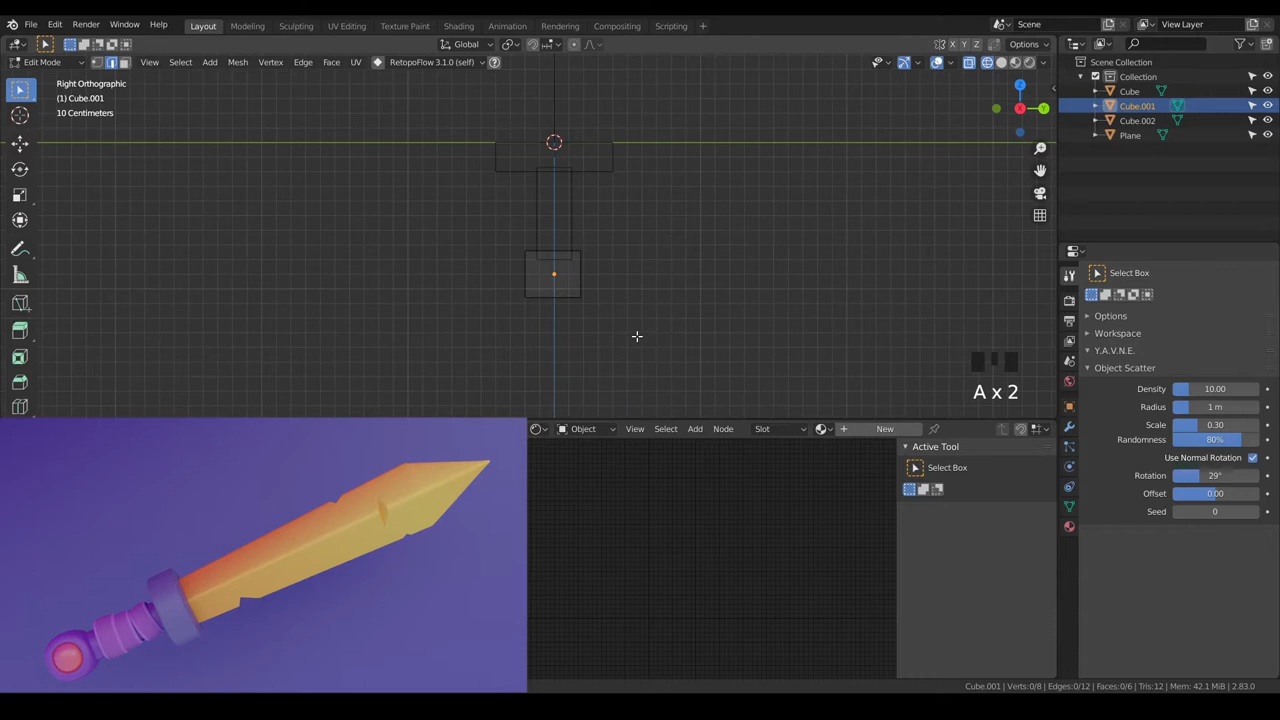 File Edit Render Window Help Layout Modeling Sculpting UV Editing Texture Paint Shading Animation Rendering Compositing Scripting + Scene View Layer
Global Options
X Y Z
Edit Mode View Select Add Mesh Vertex Edge Face UV RetopoFlow 3.1.0 (self)
Right Orthographic
(1) Cube.001
10 Centimeters
Z
X
Y
A x 2
Scene Collection
Collection
Cube
Cube.001
Cube.002
Plane
Select Box
Options
Workspace
Y.A.V.N.E.
Object Scatter
Density 10.00
Radius 1 m
Scale 0.30
Randomness 80%
Use Normal Rotation
Rotation 29°
Offset 0.00
Seed 0
Object View Select Add Node Slot + New
Active Tool
Select Box
Cube.001 | Verts:0/8 | Edges:0/12 | Faces:0/6 | Tris:12 | Mem: 42.1 MiB | 2.83.0